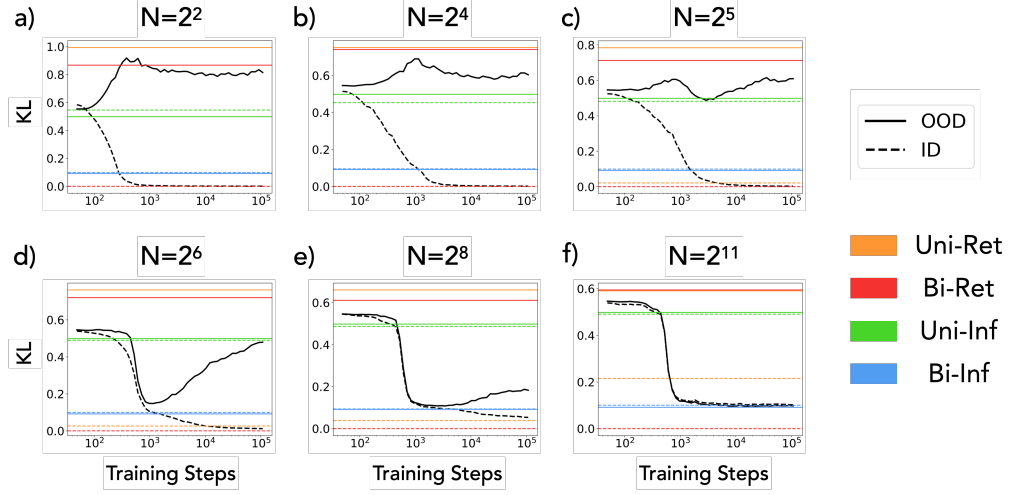 a) N=2² b) N=2⁴ c) N=2⁵
KL
1.0
0.8
0.6
0.4
0.2
0.0
10² 10³ 10⁴ 10⁵
0.6
0.4
0.2
0.0
10² 10³ 10⁴ 10⁵
0.8
0.6
0.4
0.2
0.0
10² 10³ 10⁴ 10⁵
OOD
ID
d) N=2⁶ e) N=2⁸ f) N=2¹¹
KL
0.6
0.4
0.2
0.0
10² 10³ 10⁴ 10⁵
0.6
0.4
0.2
0.0
10² 10³ 10⁴ 10⁵
0.6
0.4
0.2
0.0
10² 10³ 10⁴ 10⁵
Training Steps Training Steps Training Steps
Uni-Ret
Bi-Ret
Uni-Inf
Bi-Inf